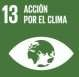 13 ACCIÓN
POR EL CLIMA